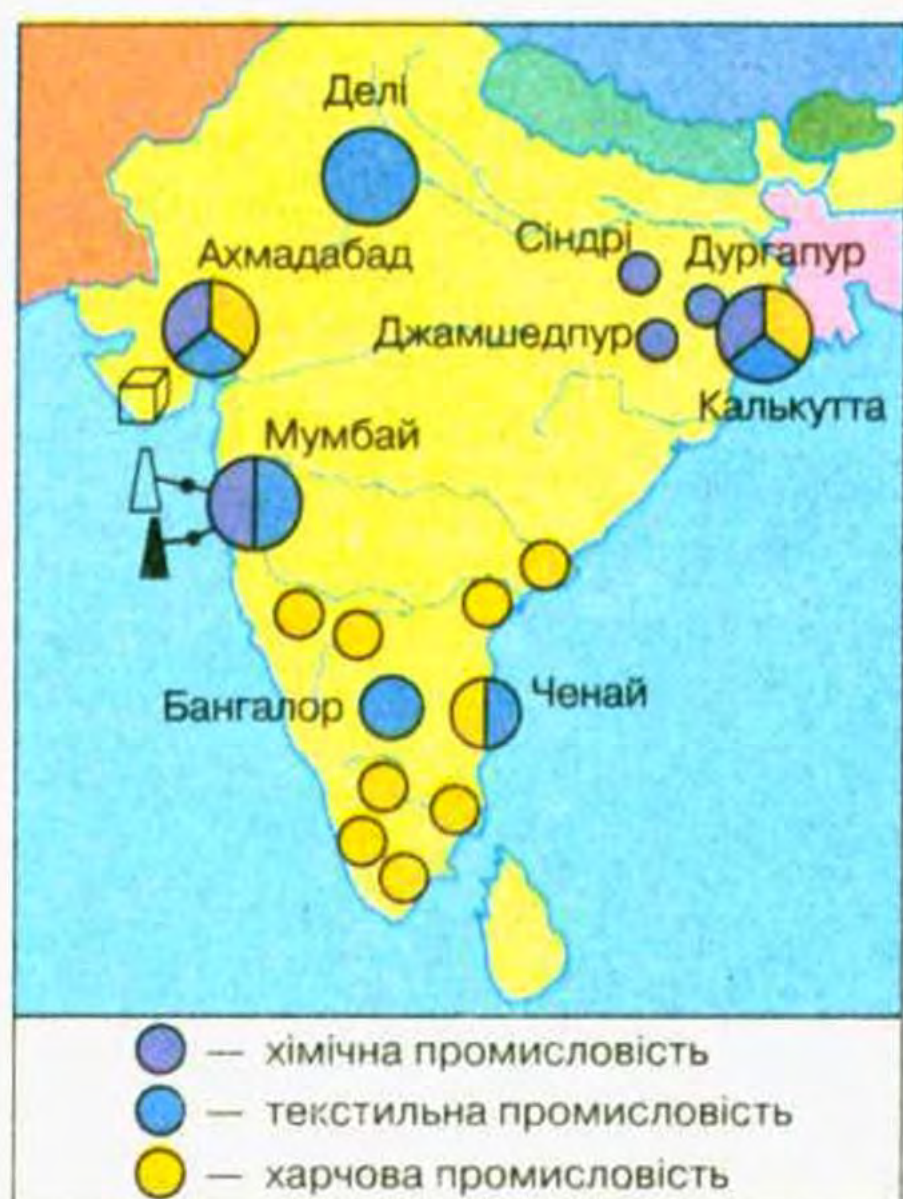 Делі
Сіндрі
Дургапур
Ахмадабад
Джамшедпур
Калькутта
Мумбай
Бангалор
Ченай
— хімічна промисловість
— текстильна промисловість
— харчова промисловість